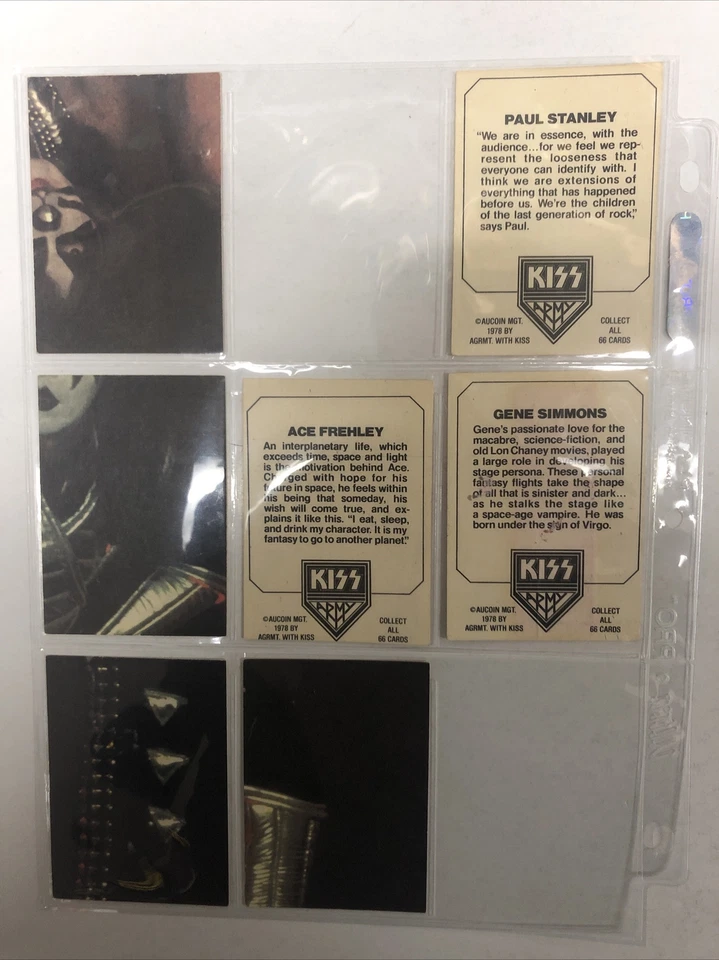 PAUL STANLEY
"We are in essence, with the
audience...for we feel we rep-
resent the looseness that
everyone can identify with. I
think we are extensions of
everything that has happened
before us. We're the children
of the last generation of rock,"
says Paul.
KISS
ARMY
©AUCOIN MGT.
1978 BY
AGRMT. WITH KISS
COLLECT
ALL
66 CARDS
ACE FREHLEY
An interplanetary life, which
exceeds time, space and light
is the motivation behind Ace.
Charged with hope for his
future in space, he feels within
his being that someday, his
wish will come true, and ex-
plains it like this. "I eat, sleep,
and drink my character. It is my
fantasy to go to another planet."
KISS
ARMY
©AUCOIN MGT.
1978 BY
AGRMT. WITH KISS
COLLECT
ALL
66 CARDS
GENE SIMMONS
Gene's passionate love for the
macabre, science-fiction, and
old Lon Chaney movies, played
a large role in developing his
stage persona. These personal
fantasy flights take the shape
of all that is sinister and dark...
as he stalks the stage like
a space-age vampire. He was
born under the sign of Virgo.
KISS
ARMY
©AUCOIN MGT.
1978 BY
AGRMT. WITH KISS
COLLECT
ALL
66 CARDS